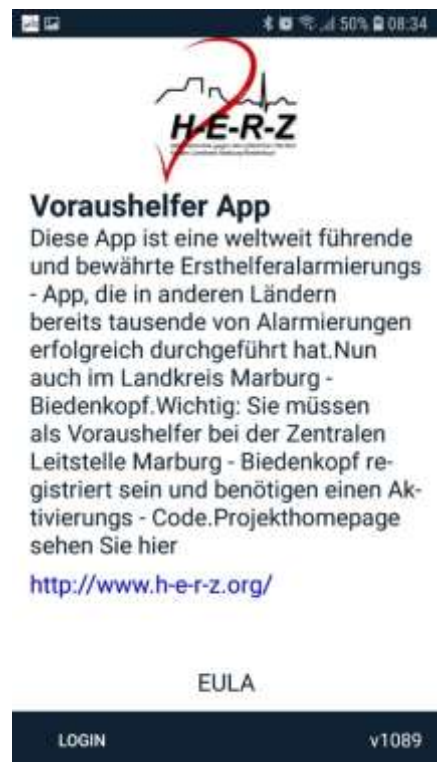 50% 08:34
H-E-R-Z
Voraushelfer App
Diese App ist eine weltweit führende
und bewährte Ersthelferalarmierungs
- App, die in anderen Ländern
bereits tausende von Alarmierungen
erfolgreich durchgeführt hat.Nun
auch im Landkreis Marburg -
Biedenkopf.Wichtig: Sie müssen
als Voraushelfer bei der Zentralen
Leitstelle Marburg - Biedenkopf re-
gistriert sein und benötigen einen Ak-
tivierungs - Code.Projekthomepage
sehen Sie hier
http://www.h-e-r-z.org/
EULA
LOGIN v1089